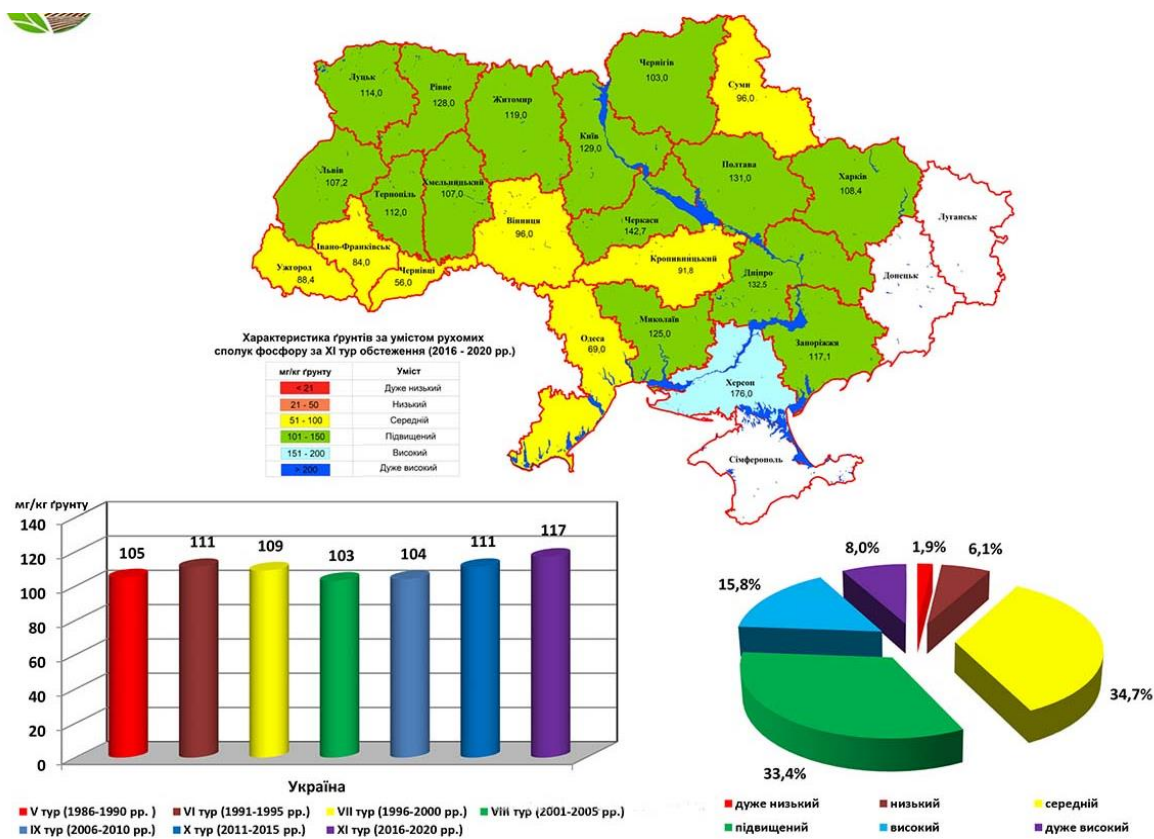 Чернігів
103,0
Суми
96,0
Луцьк
114,0
Рівне
128,0
Житомир
119,0
Київ
129,0
Полтава
131,0
Харків
108,4
Луганськ
Львів
107,2
Тернопіль
112,0
Хмельницький
107,0
Вінниця
96,0
Черкаси
142,7
Кропивницький
91,8
Дніпро
132,5
Донецьк
Івано-Франківськ
84,0
Ужгород
88,4
Чернівці
56,0
Одеса
69,0
Миколаїв
125,0
Запоріжжя
117,1
Херсон
176,0
Сімферополь
Характеристика ґрунтів за умістом рухомих
сполук фосфору за XI тур обстеження (2016 - 2020 рр.)
мг/кг ґрунту Уміст
< 21 Дуже низький
21 - 50 Низький
51 - 100 Середній
101 - 150 Підвищений
151 - 200 Високий
> 200 Дуже високий
мг/кг ґрунту
140
120
100
80
60
40
20
0
105
111
109
103
104
111
117
Україна
V тур (1986-1990 рр. ) VI тур (1991-1995 рр.) VII тур (1996-2000 рр.) Viii тур (2001-2005 рр.)
IX тур (2006-2010 рр.) X тур (2011-2015 рр.) XI тур (2016-2020 рр.)
8,0%
1,9%
6,1%
15,8%
34,7%
33,4%
дуже низький низький середній
підвищений високий дуже високий